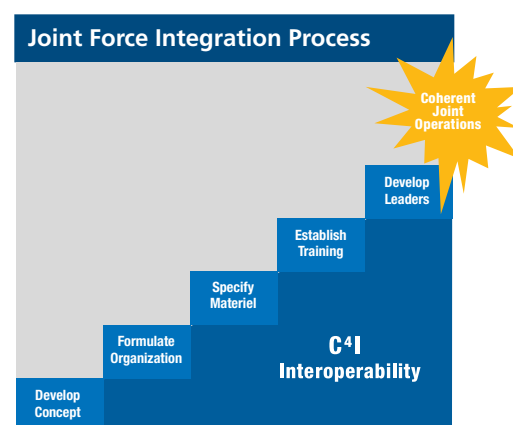 Joint Force Integration Process
Coherent
Joint
Operations
Develop
Leaders
Establish
Training
Specify
Materiel
Formulate
Organization
C⁴I
Interoperability
Develop
Concept